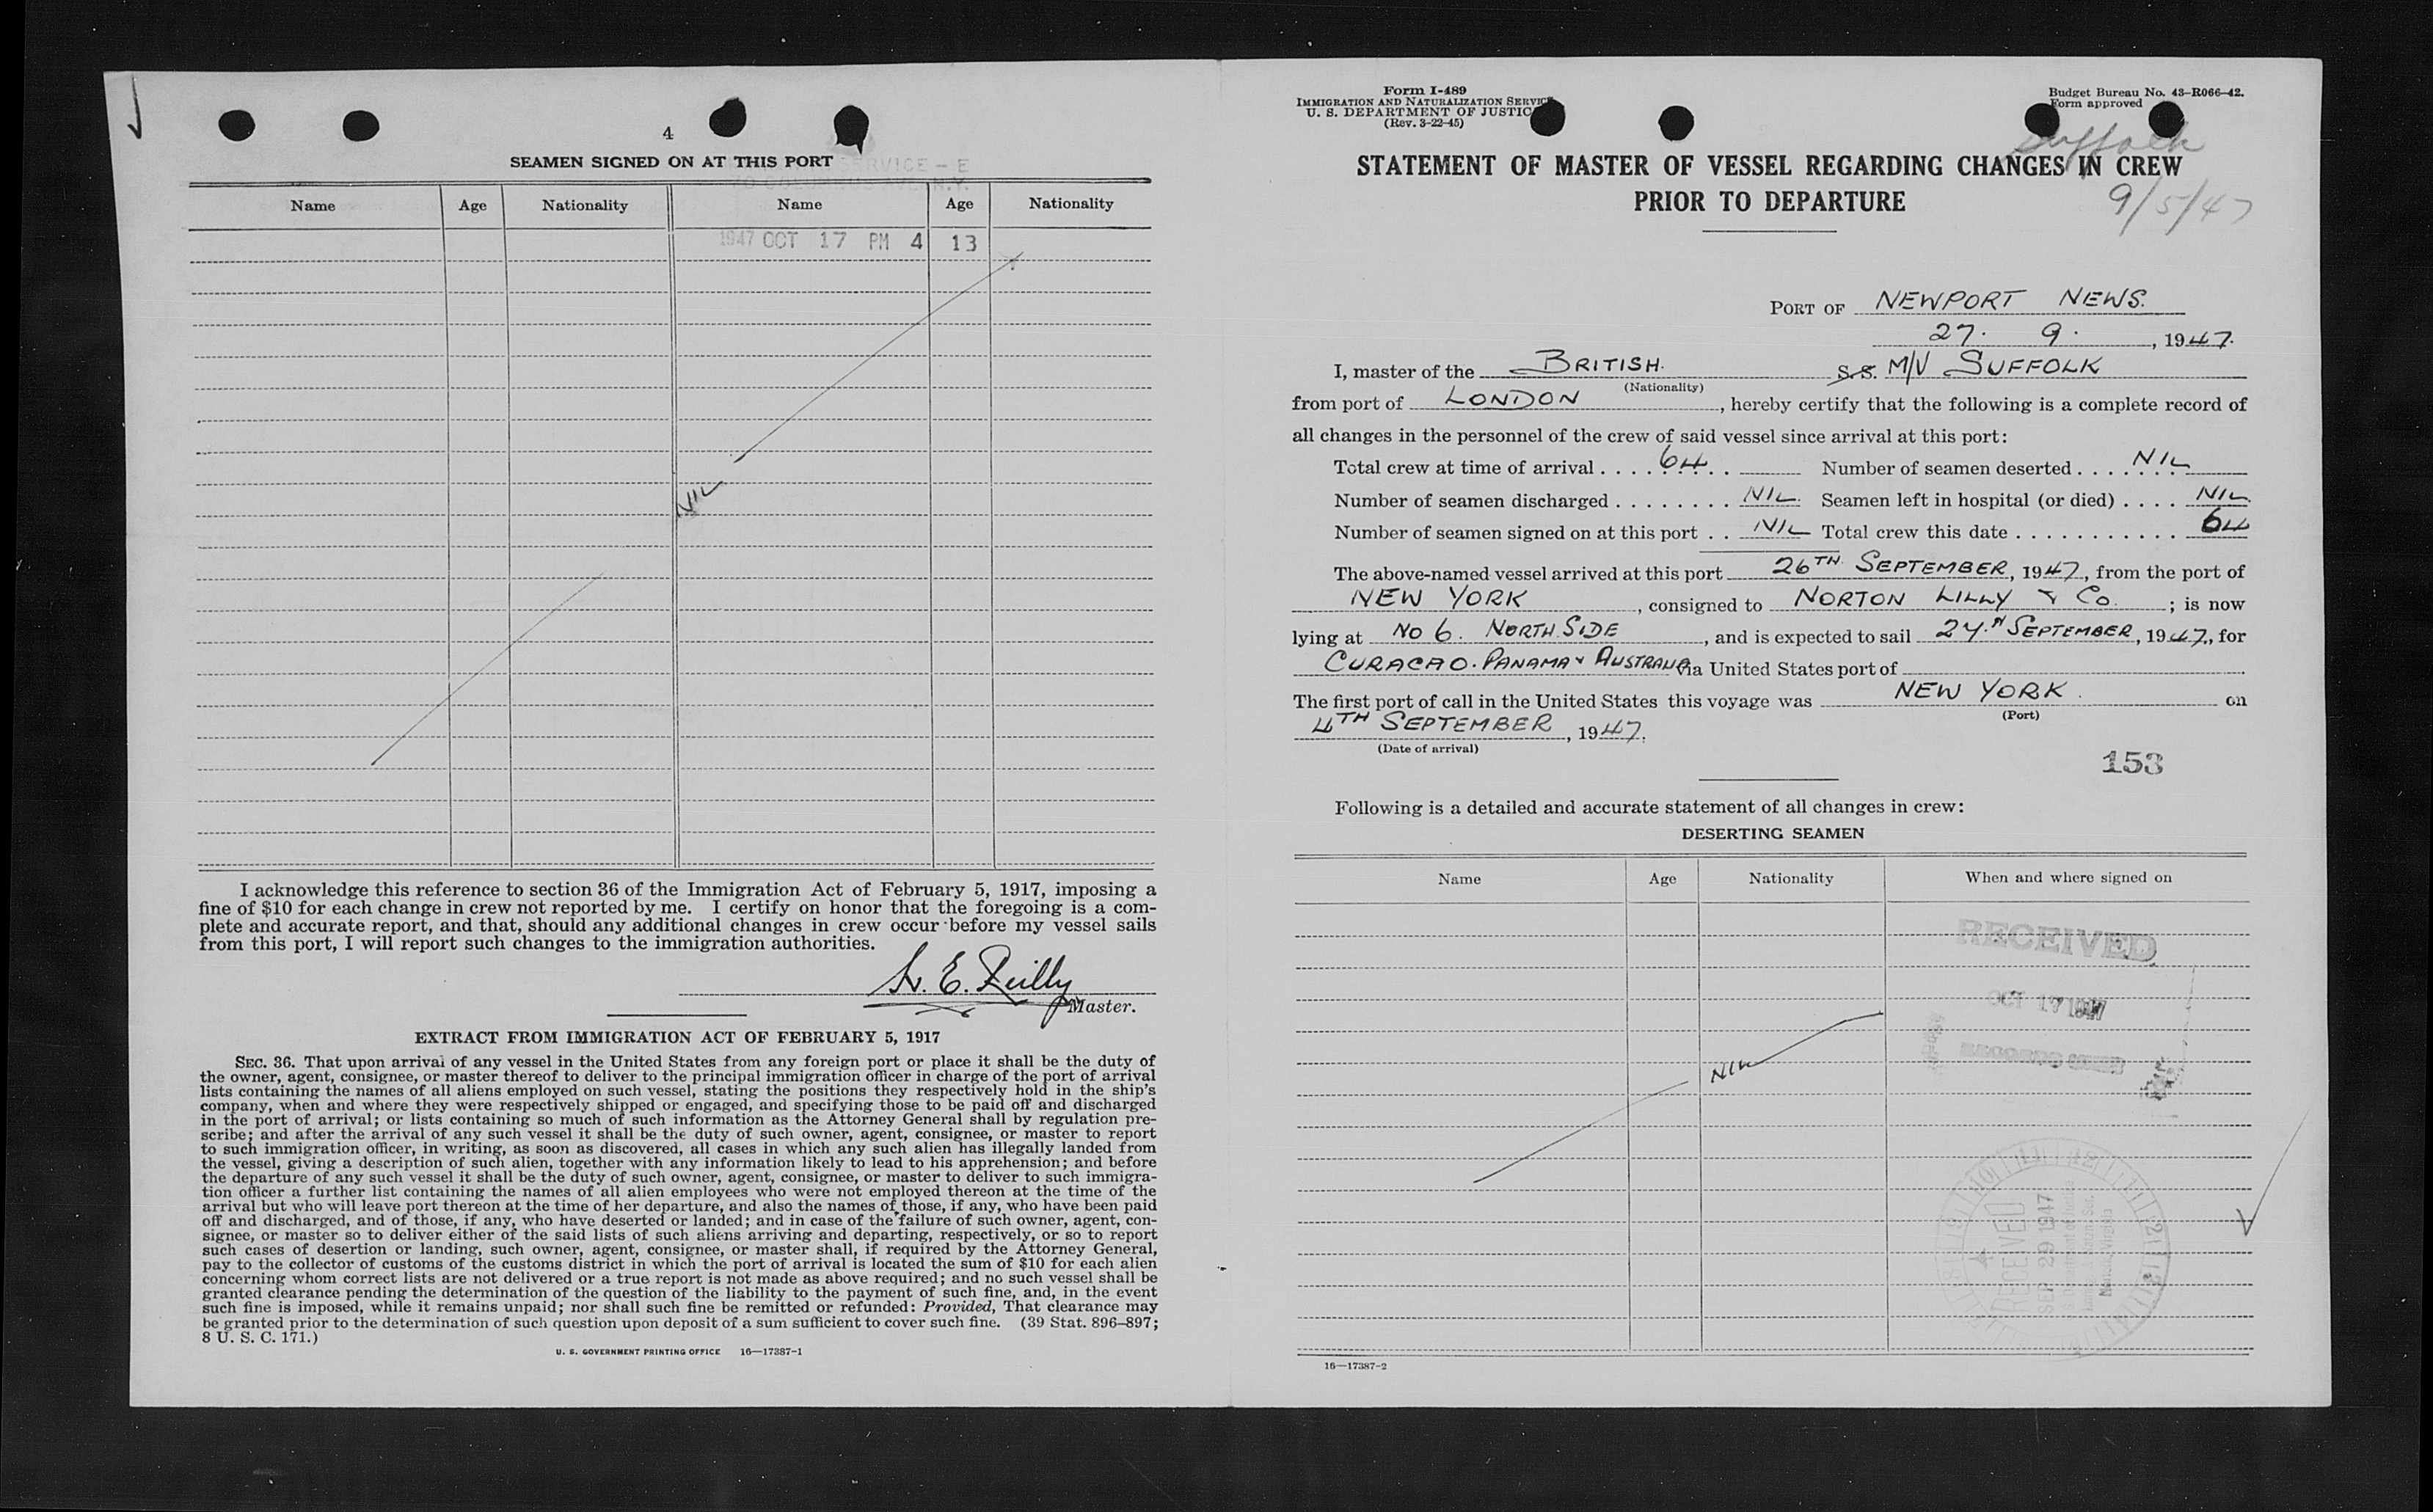 4
SERVICE - E
SEAMEN SIGNED ON AT THIS PORT
Name Age Nationality Name Age Nationality
1947 OCT 17 PM 4 13
NIL
I acknowledge this reference to section 36 of the Immigration Act of February 5, 1917, imposing a
fine of $10 for each change in crew not reported by me. I certify on honor that the foregoing is a com-
plete and accurate report, and that, should any additional changes in crew occur before my vessel sails
from this port, I will report such changes to the immigration authorities.
E. Reilly
Master.
EXTRACT FROM IMMIGRATION ACT OF FEBRUARY 5, 1917
SEC. 36. That upon arrival of any vessel in the United States from any foreign port or place it shall be the duty of
the owner, agent, consignee, or master thereof to deliver to the principal immigration officer in charge of the port of arrival
lists containing the names of all aliens employed on such vessel, stating the positions they respectively hold in the ship's
company, when and where they were respectively shipped or engaged, and specifying those to be paid off and discharged
in the port of arrival; or lists containing so much of such information as the Attorney General shall by regulation pre-
scribe; and after the arrival of any such vessel it shall be the duty of such owner, agent, consignee, or master to report
to such immigration officer, in writing, as soon as discovered, all cases in which any such alien has illegally landed from
the vessel, giving a description of such alien, together with any information likely to lead to his apprehension; and before
the departure of any such vessel it shall be the duty of such owner, agent, consignee, or master to deliver to such immigra-
tion officer a further list containing the names of all alien employees who were not employed thereon at the time of the
arrival but who will leave port thereon at the time of her departure, and also the names of those, if any, who have been paid
off and discharged, and of those, if any, who have deserted or landed; and in case of the failure of such owner, agent, con-
signee, or master so to deliver either of the said lists of such aliens arriving and departing, respectively, or so to report
such cases of desertion or landing, such owner, agent, consignee, or master shall, if required by the Attorney General,
pay to the collector of customs of the customs district in which the port of arrival is located the sum of $10 for each alien
concerning whom correct lists are not delivered or a true report is not made as above required; and no such vessel shall be
granted clearance pending the determination of the question of the liability to the payment of such fine, and, in the event
such fine is imposed, while it remains unpaid; nor shall such fine be remitted or refunded: Provided, That clearance may
be granted prior to the determination of such question upon deposit of a sum sufficient to cover such fine. (39 Stat. 896–897;
8 U. S. C. 171.)
U. S. GOVERNMENT PRINTING OFFICE 16—17387-1
Form I-489
IMMIGRATION AND NATURALIZATION SERVICE
U. S. DEPARTMENT OF JUSTICE
(Rev. 3-22-45)
Budget Bureau No. 43–R066–42.
Form approved
Suffolk
STATEMENT OF MASTER OF VESSEL REGARDING CHANGES IN CREW
PRIOR TO DEPARTURE
9/5/47
PORT OF NEWPORT NEWS.
27. 9. , 1947.
I, master of the BRITISH. S.S. M/V SUFFOLK
(Nationality)
from port of LONDON , hereby certify that the following is a complete record of
all changes in the personnel of the crew of said vessel since arrival at this port:
Total crew at time of arrival . . . . 64 . . Number of seamen deserted . . . . NIL
Number of seamen discharged . . . . . . . . NIL. Seamen left in hospital (or died) . . . . NIL.
Number of seamen signed on at this port . . NIL Total crew this date . . . . . . . . . . . 64
The above-named vessel arrived at this port 26TH SEPTEMBER, 1947, from the port of
NEW YORK , consigned to NORTON LILLY & Co. ; is now
lying at No 6. NORTH SIDE , and is expected to sail SEPTEMBER, 1947, for
CURACAO. PANAMA & AUSTRALIA via United States port of
The first port of call in the United States this voyage was NEW YORK. on
(Port)
4TH SEPTEMBER , 1947.
(Date of arrival)
153
Following is a detailed and accurate statement of all changes in crew:
DESERTING SEAMEN
Name Age Nationality When and where signed on
RECEIVED
OCT 17 1947
NIL
RECEIVED
SEP 29 1947
16—17387-2